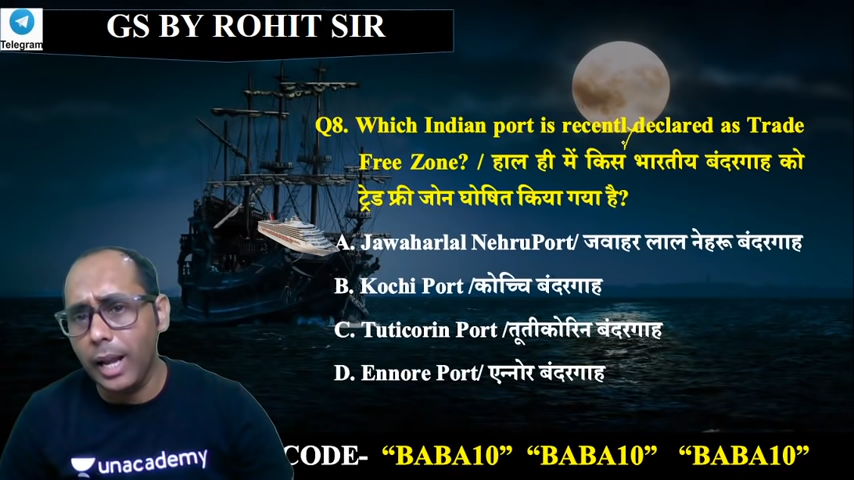 Telegram
GS BY ROHIT SIR
Q8. Which Indian port is recentl declared as Trade
Free Zone? / हाल ही में किस भारतीय बंदरगाह को
ट्रेड फ्री जोन घोषित किया गया है?
A. Jawaharlal NehruPort/ जवाहर लाल नेहरू बंदरगाह
B. Kochi Port /कोच्चि बंदरगाह
C. Tuticorin Port /तूतीकोरिन बंदरगाह
D. Ennore Port/ एन्नोर बंदरगाह
unacademy
CODE- “BABA10” “BABA10” “BABA10”